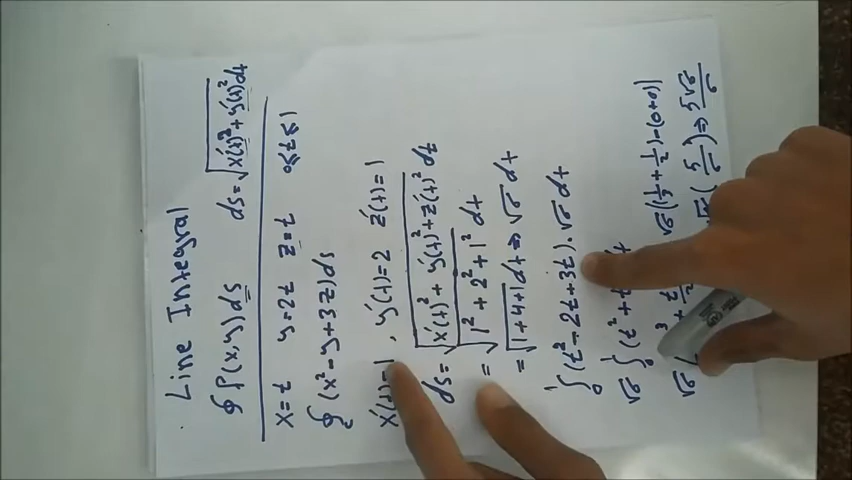 Line Integral
∮ f(x,y)ds ds=√x'(t)²+y'(t)² dt
x=t y=2t z=t 0≤t≤1
∮c (x²-y+3z)ds
x'(t)=1, y'(t)=2 z'(t)=1
ds=√x'(t)²+y'(t)²+z'(t)² dt
=√1²+2²+1² dt
=√1+4+1 dt ⇒ √6 dt
∫₀¹ (t²-2t+3t).√6 dt
√6 ∫₀¹ (t²+t
√6 √6(1/3+1/2)-(0+0)
(5/6) ⇒ 5√6/6